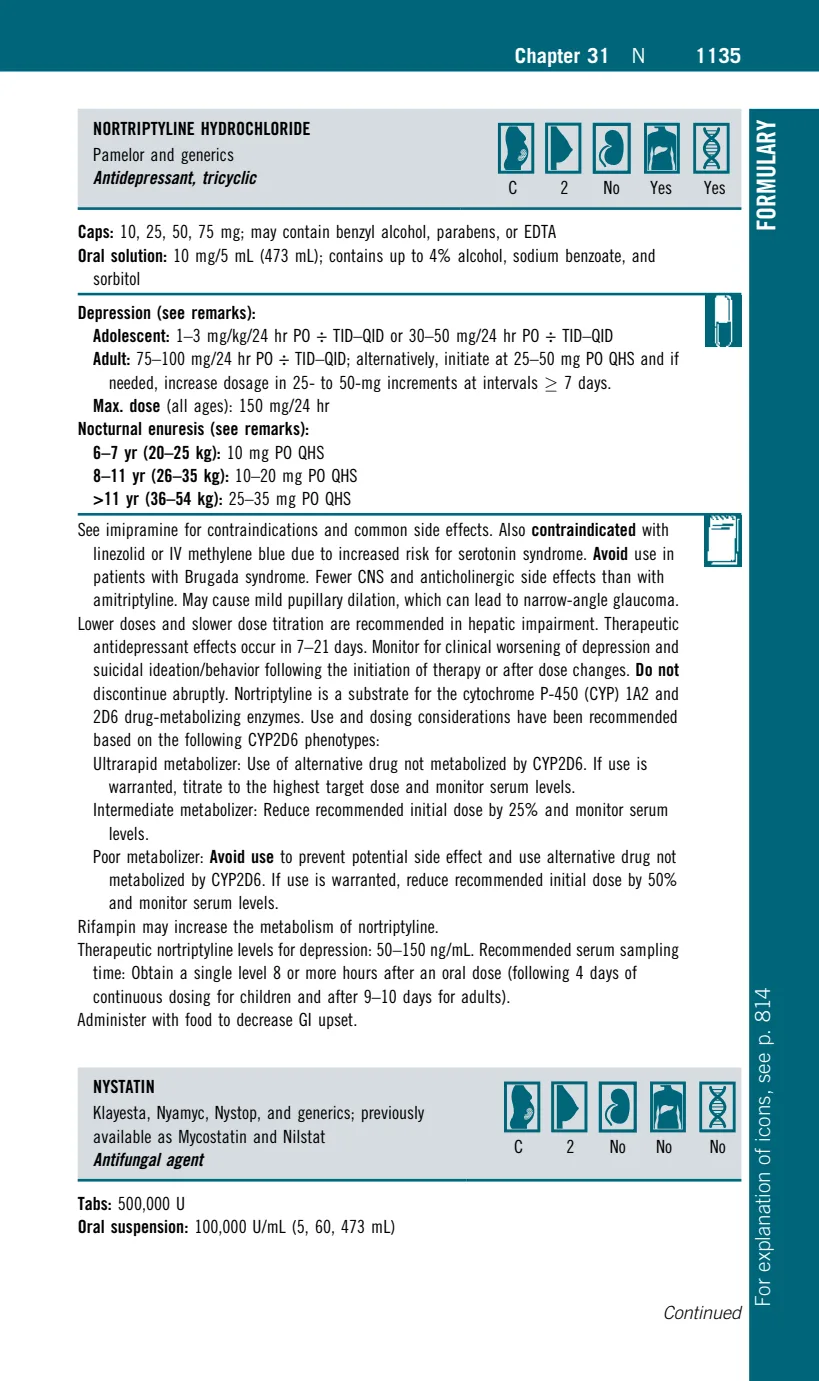 Chapter 31 N 1135
NORTRIPTYLINE HYDROCHLORIDE
Pamelor and generics
Antidepressant, tricyclic
C 2 No Yes Yes
Caps: 10, 25, 50, 75 mg; may contain benzyl alcohol, parabens, or EDTA
Oral solution: 10 mg/5 mL (473 mL); contains up to 4% alcohol, sodium benzoate, and
sorbitol
Depression (see remarks):
Adolescent: 1–3 mg/kg/24 hr PO ÷ TID–QID or 30–50 mg/24 hr PO ÷ TID–QID
Adult: 75–100 mg/24 hr PO ÷ TID–QID; alternatively, initiate at 25–50 mg PO QHS and if
needed, increase dosage in 25- to 50-mg increments at intervals ≥ 7 days.
Max. dose (all ages): 150 mg/24 hr
Nocturnal enuresis (see remarks):
6–7 yr (20–25 kg): 10 mg PO QHS
8–11 yr (26–35 kg): 10–20 mg PO QHS
>11 yr (36–54 kg): 25–35 mg PO QHS
See imipramine for contraindications and common side effects. Also contraindicated with
linezolid or IV methylene blue due to increased risk for serotonin syndrome. Avoid use in
patients with Brugada syndrome. Fewer CNS and anticholinergic side effects than with
amitriptyline. May cause mild pupillary dilation, which can lead to narrow-angle glaucoma.
Lower doses and slower dose titration are recommended in hepatic impairment. Therapeutic
antidepressant effects occur in 7–21 days. Monitor for clinical worsening of depression and
suicidal ideation/behavior following the initiation of therapy or after dose changes. Do not
discontinue abruptly. Nortriptyline is a substrate for the cytochrome P-450 (CYP) 1A2 and
2D6 drug-metabolizing enzymes. Use and dosing considerations have been recommended
based on the following CYP2D6 phenotypes:
Ultrarapid metabolizer: Use of alternative drug not metabolized by CYP2D6. If use is
warranted, titrate to the highest target dose and monitor serum levels.
Intermediate metabolizer: Reduce recommended initial dose by 25% and monitor serum
levels.
Poor metabolizer: Avoid use to prevent potential side effect and use alternative drug not
metabolized by CYP2D6. If use is warranted, reduce recommended initial dose by 50%
and monitor serum levels.
Rifampin may increase the metabolism of nortriptyline.
Therapeutic nortriptyline levels for depression: 50–150 ng/mL. Recommended serum sampling
time: Obtain a single level 8 or more hours after an oral dose (following 4 days of
continuous dosing for children and after 9–10 days for adults).
Administer with food to decrease GI upset.
NYSTATIN
Klayesta, Nyamyc, Nystop, and generics; previously
available as Mycostatin and Nilstat
Antifungal agent
C 2 No No No
Tabs: 500,000 U
Oral suspension: 100,000 U/mL (5, 60, 473 mL)
Continued
FORMULARY
For explanation of icons, see p. 814